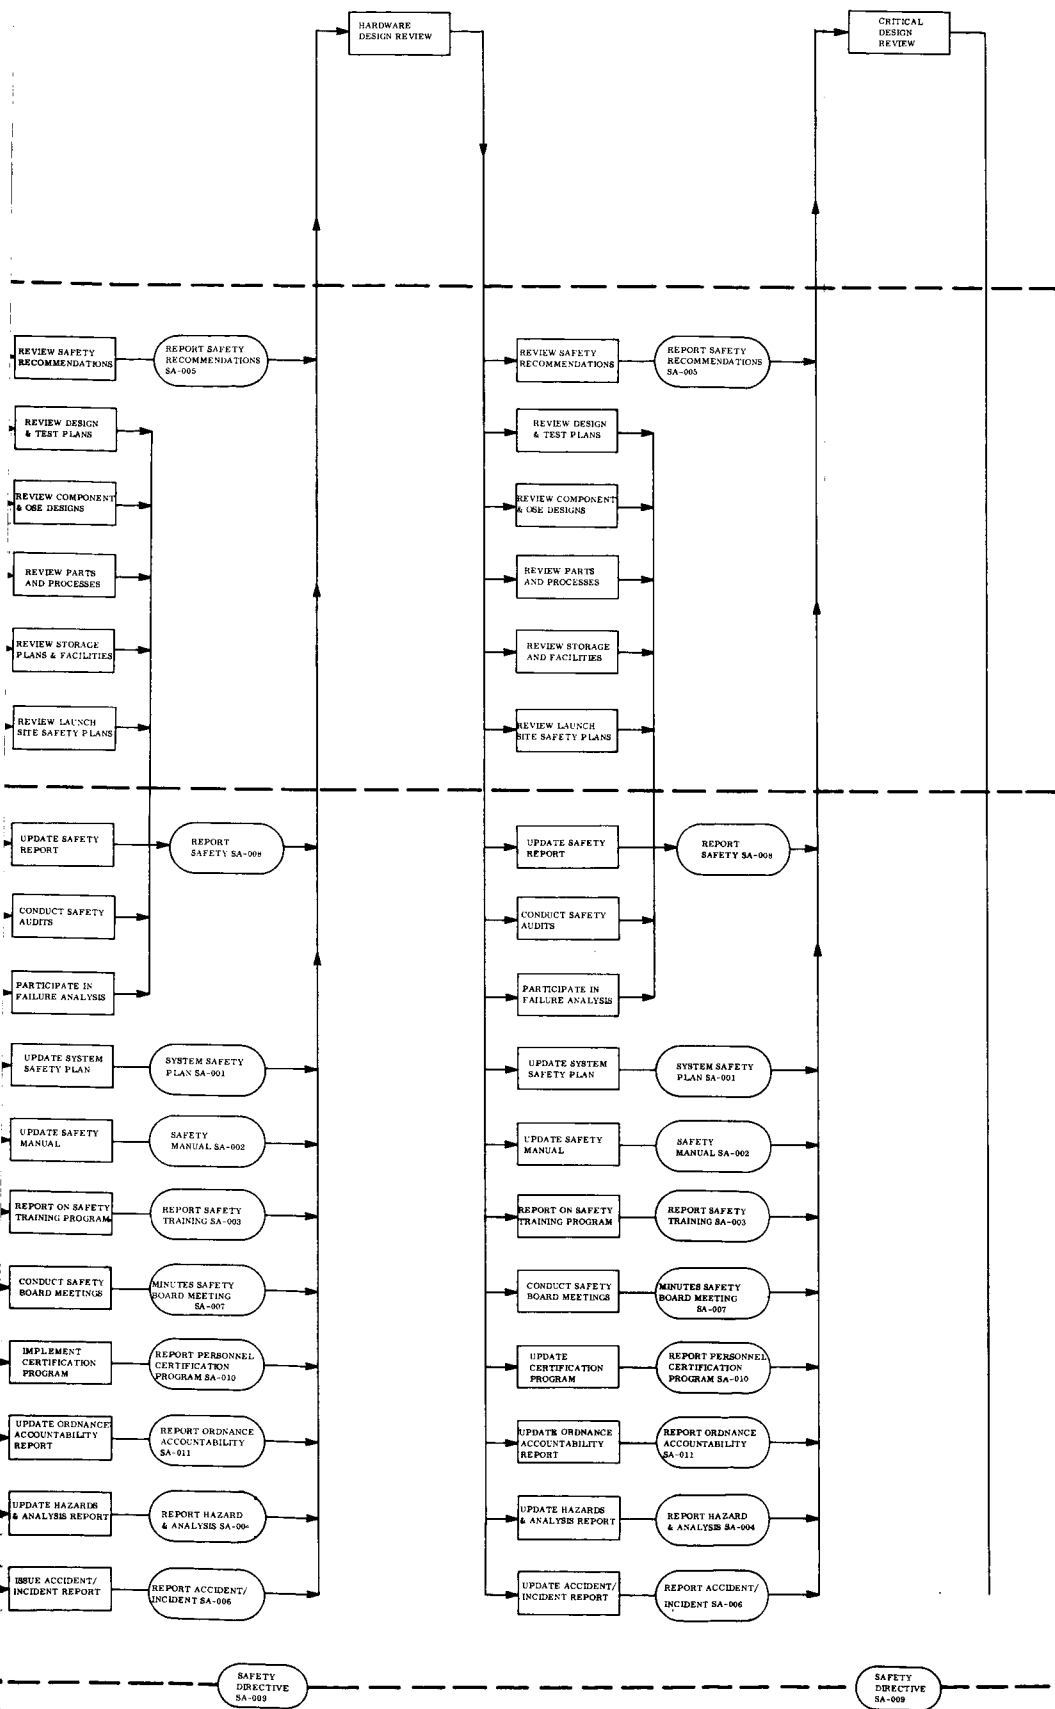 HARDWARE
DESIGN REVIEW
CRITICAL
DESIGN
REVIEW
REVIEW SAFETY
RECOMMENDATIONS
REPORT SAFETY
RECOMMENDATIONS
SA-005
REVIEW SAFETY
RECOMMENDATIONS
REPORT SAFETY
RECOMMENDATIONS
SA-005
REVIEW DESIGN
& TEST PLANS
REVIEW DESIGN
& TEST PLANS
REVIEW COMPONENT
& OSE DESIGNS
REVIEW COMPONENT
& OSE DESIGNS
REVIEW PARTS
AND PROCESSES
REVIEW PARTS
AND PROCESSES
REVIEW STORAGE
PLANS & FACILITIES
REVIEW STORAGE
AND FACILITIES
REVIEW LAUNCH
SITE SAFETY PLANS
REVIEW LAUNCH
SITE SAFETY PLANS
UPDATE SAFETY
REPORT
REPORT
SAFETY SA-008
UPDATE SAFETY
REPORT
REPORT
SAFETY SA-008
CONDUCT SAFETY
AUDITS
CONDUCT SAFETY
AUDITS
PARTICIPATE IN
FAILURE ANALYSIS
PARTICIPATE IN
FAILURE ANALYSIS
UPDATE SYSTEM
SAFETY PLAN
SYSTEM SAFETY
PLAN SA-001
UPDATE SYSTEM
SAFETY PLAN
SYSTEM SAFETY
PLAN SA-001
UPDATE SAFETY
MANUAL
SAFETY
MANUAL SA-002
UPDATE SAFETY
MANUAL
SAFETY
MANUAL SA-002
REPORT ON SAFETY
TRAINING PROGRAM
REPORT SAFETY
TRAINING SA-003
REPORT ON SAFETY
TRAINING PROGRAM
REPORT SAFETY
TRAINING SA-003
CONDUCT SAFETY
BOARD MEETINGS
MINUTES SAFETY
BOARD MEETING
SA-007
CONDUCT SAFETY
BOARD MEETINGS
MINUTES SAFETY
BOARD MEETING
SA-007
IMPLEMENT
CERTIFICATION
PROGRAM
REPORT PERSONNEL
CERTIFICATION
PROGRAM SA-010
UPDATE
CERTIFICATION
PROGRAM
REPORT PERSONNEL
CERTIFICATION
PROGRAM SA-010
UPDATE ORDNANCE
ACCOUNTABILITY
REPORT
REPORT ORDNANCE
ACCOUNTABILITY
SA-011
UPDATE ORDNANCE
ACCOUNTABILITY
REPORT
REPORT ORDNANCE
ACCOUNTABILITY
SA-011
UPDATE HAZARDS
& ANALYSIS REPORT
REPORT HAZARD
& ANALYSIS SA-004
UPDATE HAZARDS
& ANALYSIS REPORT
REPORT HAZARD
& ANALYSIS SA-004
ISSUE ACCIDENT/
INCIDENT REPORT
REPORT ACCIDENT/
INCIDENT SA-006
UPDATE ACCIDENT/
INCIDENT REPORT
REPORT ACCIDENT/
INCIDENT SA-006
SAFETY
DIRECTIVE
SA-009
SAFETY
DIRECTIVE
SA-009